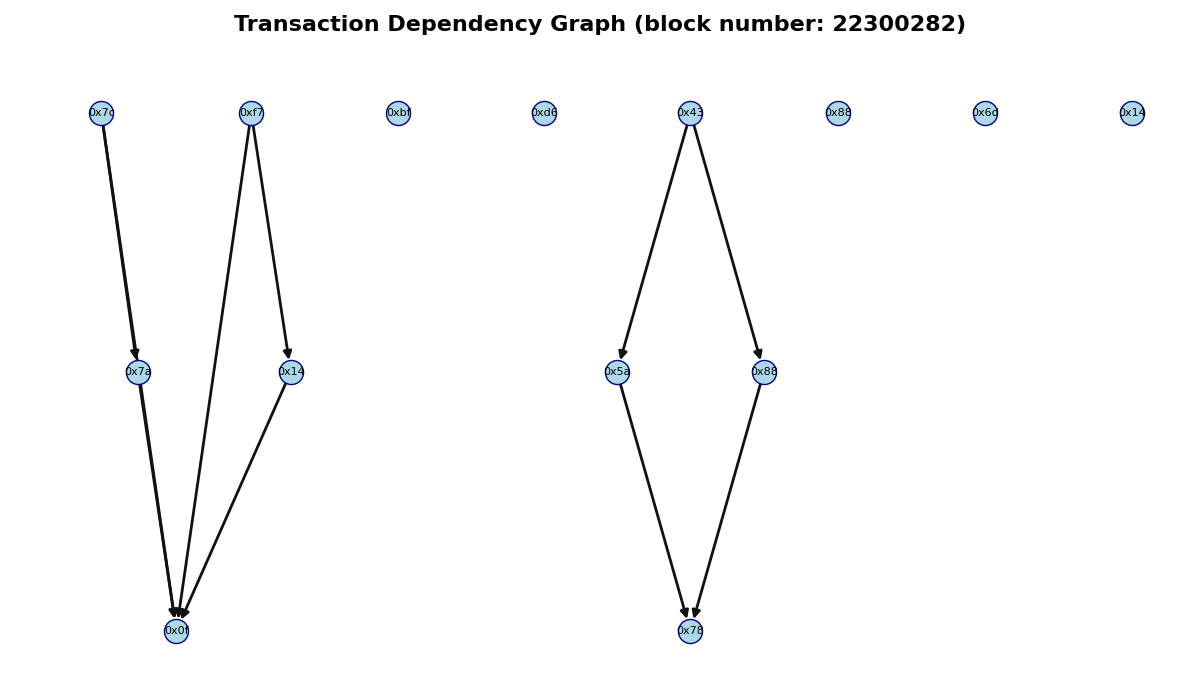 Transaction Dependency Graph (block number: 22300282)
0x7c 0xf7 0xbf 0xd6 0x43 0x88 0x6d 0x14
0x7a 0x14 0x5a 0x88
0x0f 0x78